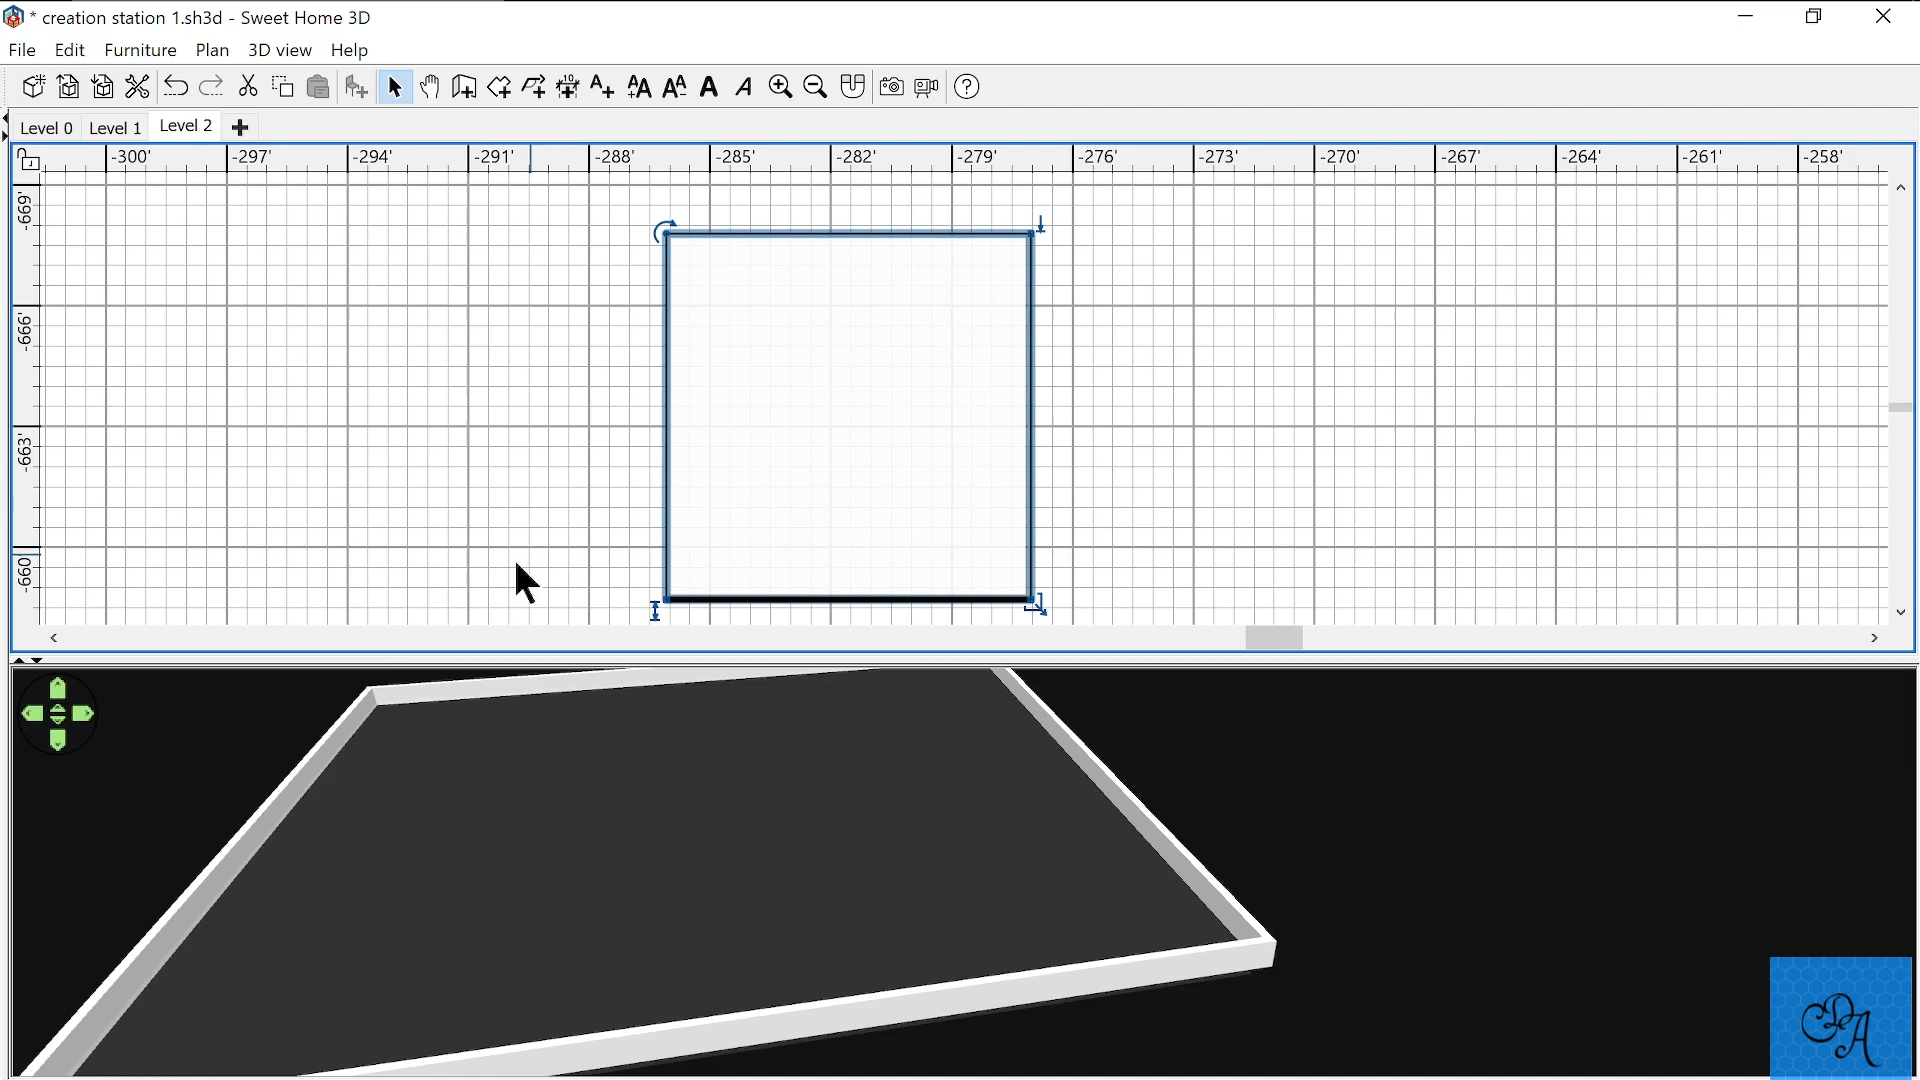 * creation station 1.sh3d - Sweet Home 3D
File Edit Furniture Plan 3D view Help
Level 0 Level 1 Level 2
-300' -297' -294' -291' -288' -285' -282' -279' -276' -273' -270' -267' -264' -261' -258'
-669'
-666'
-663'
-660'
DA